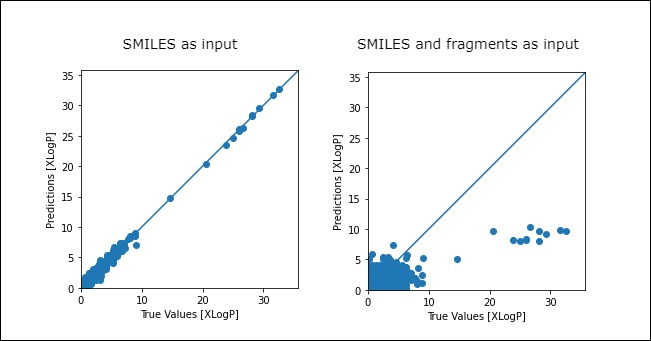 SMILES as input
35
30
25
20
15
10
5
0
0 10 20 30
Predictions [XLogP]
True Values [XLogP]
SMILES and fragments as input
35
30
25
20
15
10
5
0
0 10 20 30
Predictions [XLogP]
True Values [XLogP]